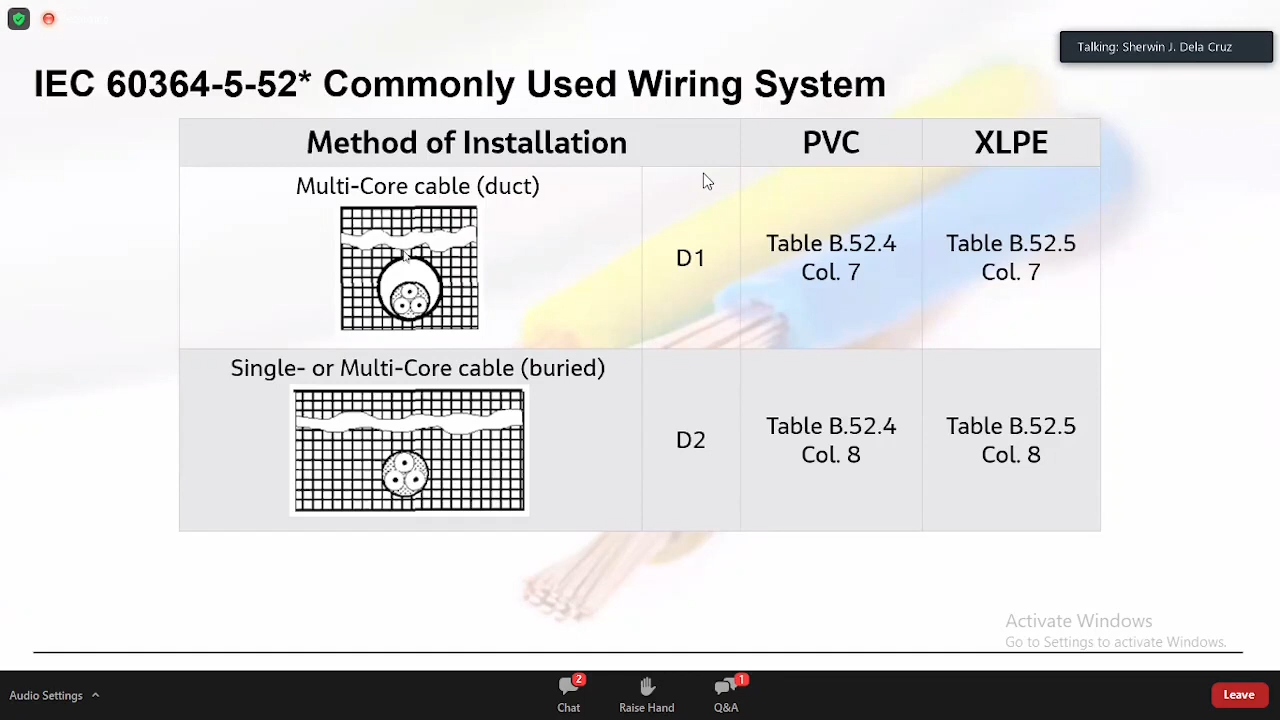 Talking: Sherwin J. Dela Cruz
IEC 60364-5-52* Commonly Used Wiring System
Method of Installation
PVC
XLPE
Multi-Core cable (duct)
D1
Table B.52.4
Col. 7
Table B.52.5
Col. 7
Single- or Multi-Core cable (buried)
D2
Table B.52.4
Col. 8
Table B.52.5
Col. 8
Activate Windows
Go to Settings to activate Windows.
Audio Settings
2
Chat
Raise Hand
1
Q&A
Leave